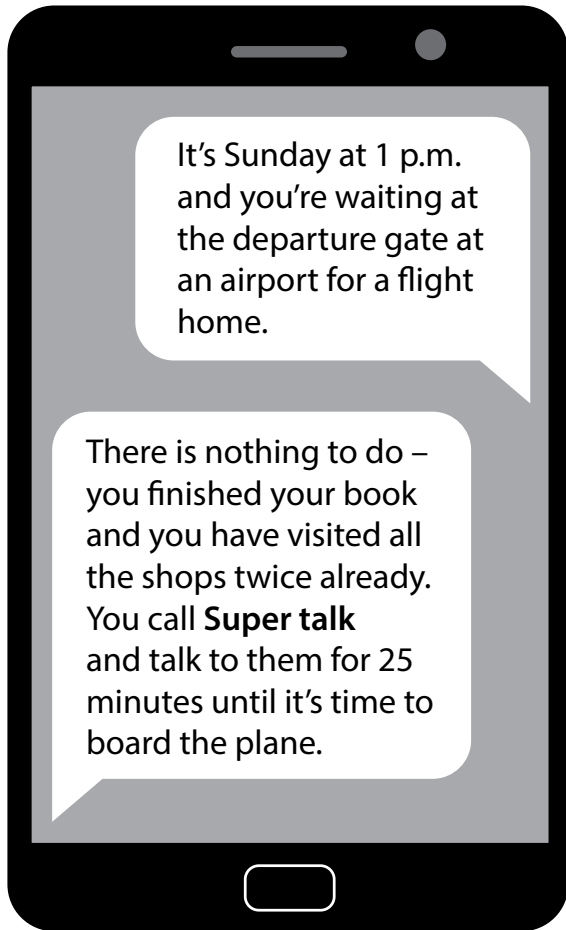 It’s Sunday at 1 p.m.
and you’re waiting at
the departure gate at
an airport for a flight
home.
There is nothing to do –
you finished your book
and you have visited all
the shops twice already.
You call Super talk
and talk to them for 25
minutes until it’s time to
board the plane.